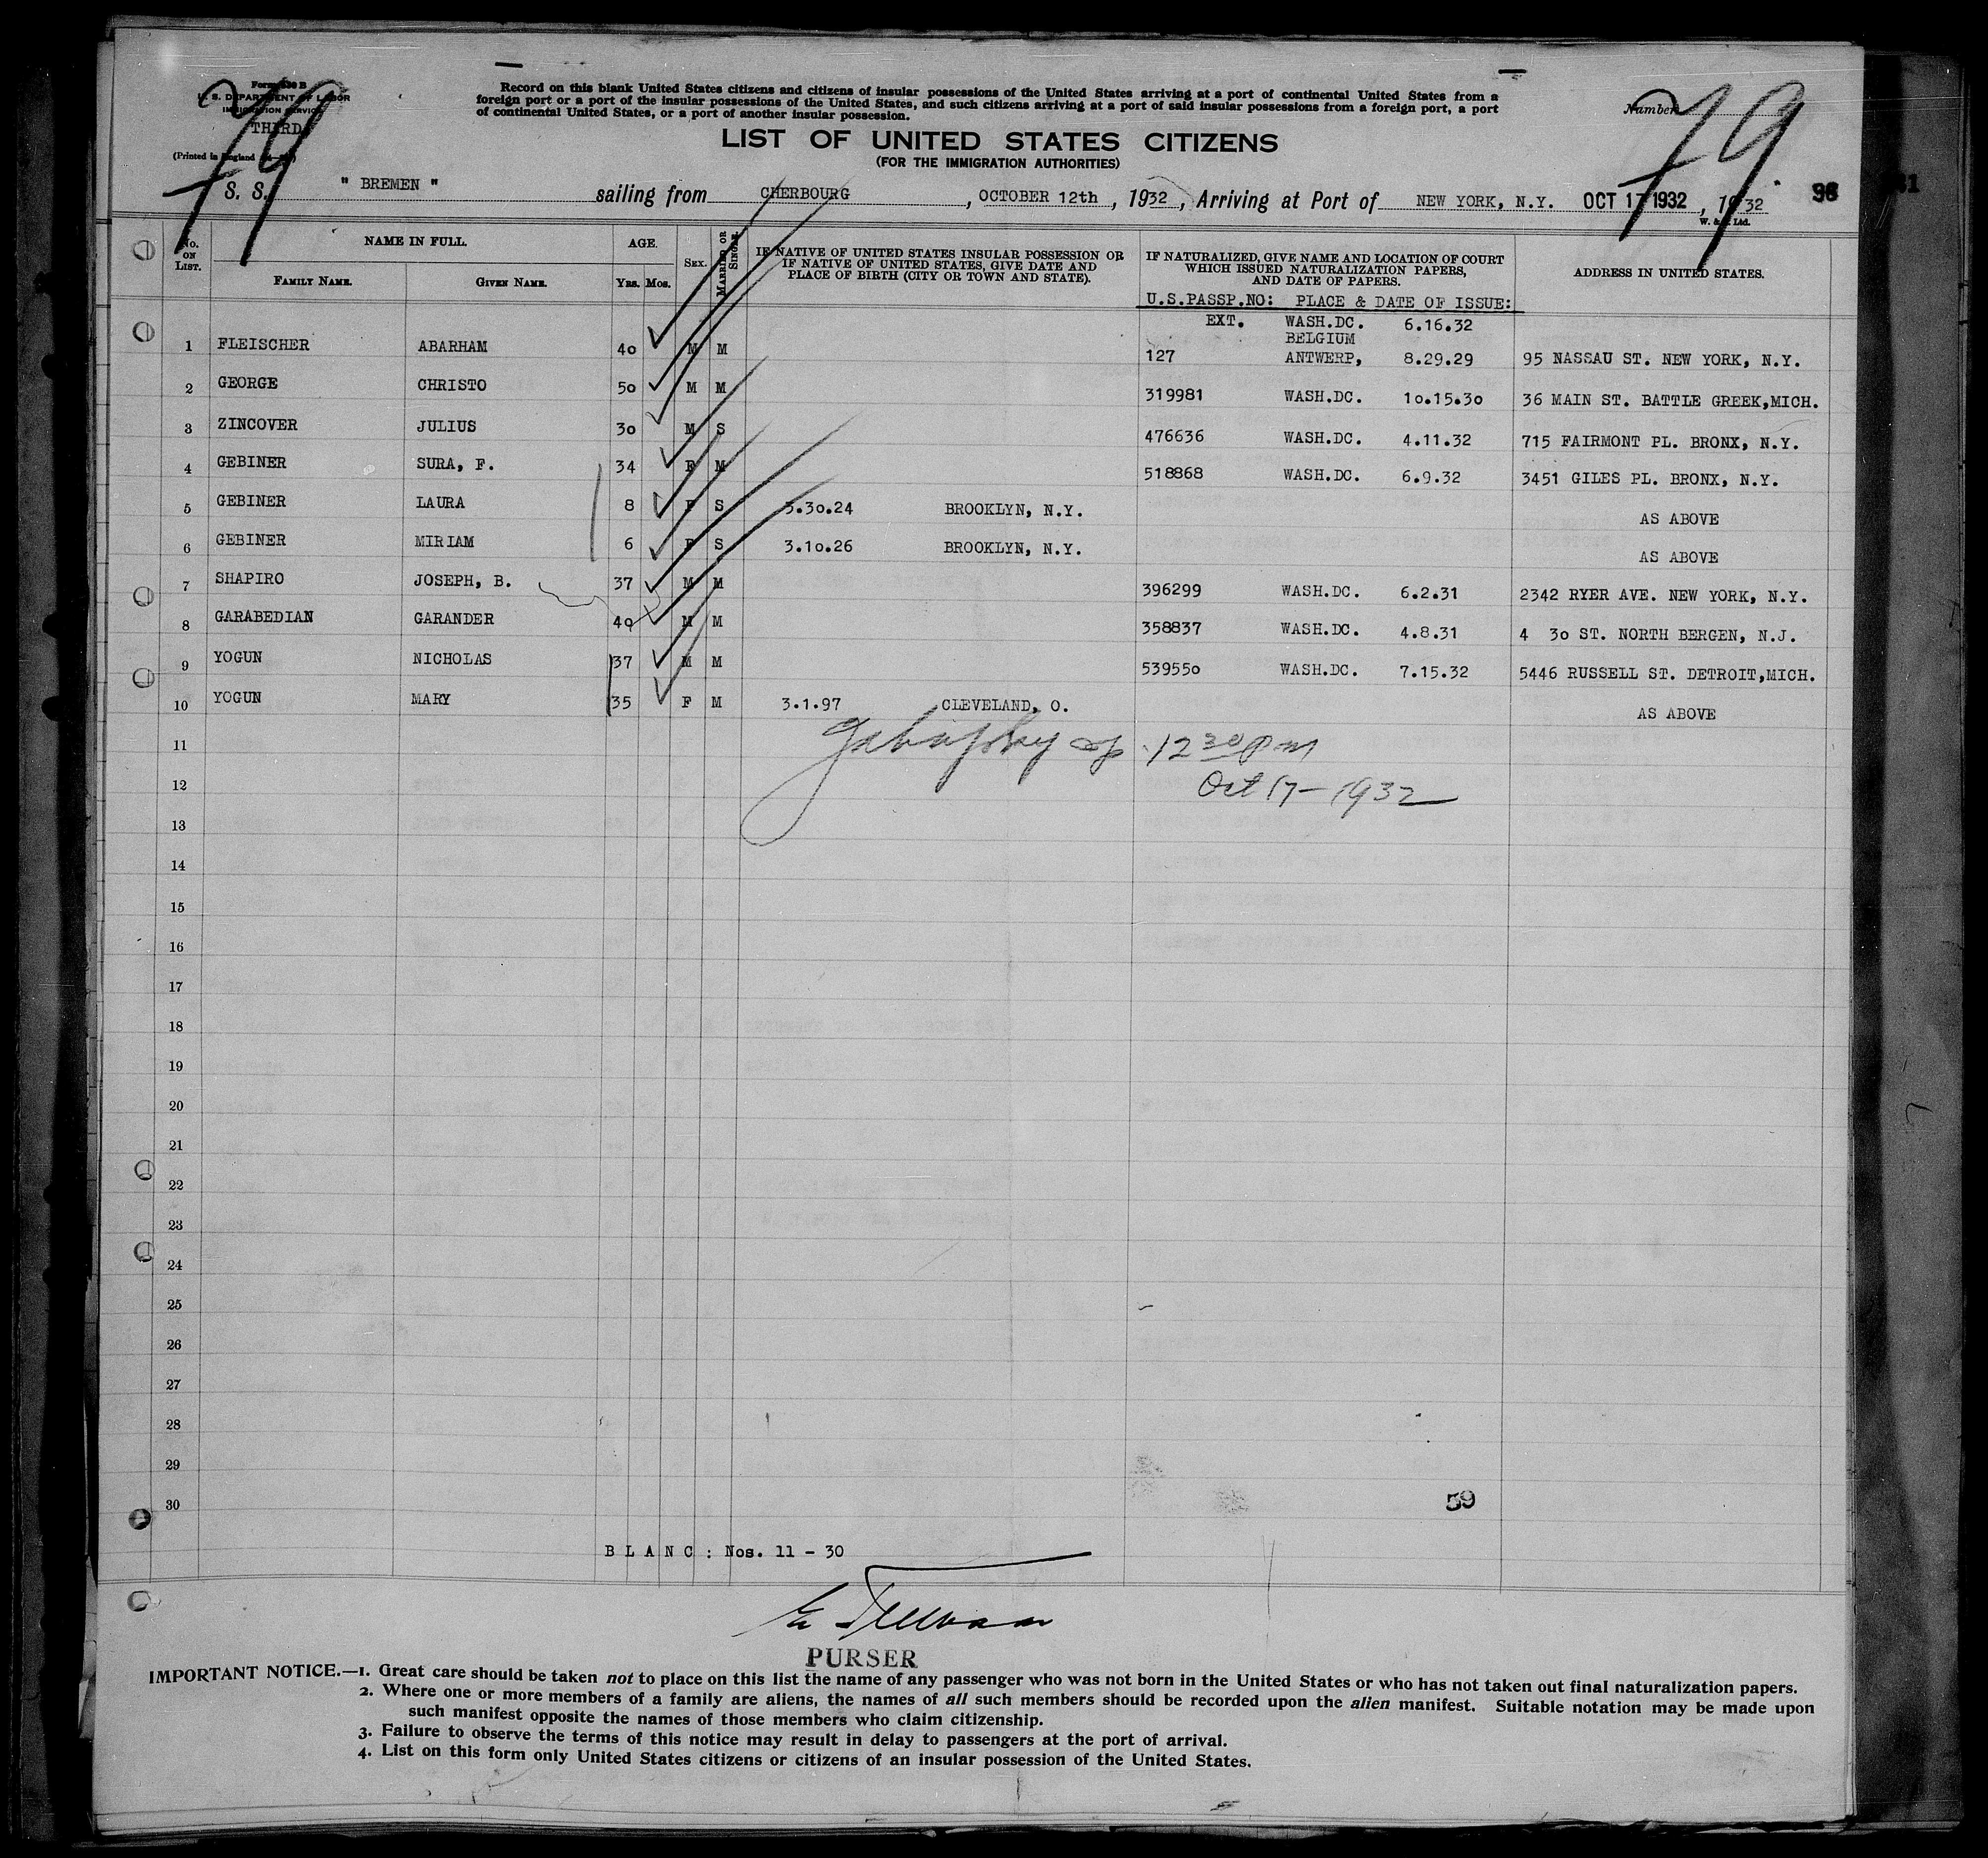 Form 630 B
U. S. DEPARTMENT OF LABOR
IMMIGRATION SERVICE
THIRD
(Printed in England
79
Record on this blank United States citizens and citizens of insular possessions of the United States arriving at a port of continental United States from a
foreign port or a port of the insular possessions of the United States, and such citizens arriving at a port of said insular possessions from a foreign port, a port
of continental United States, or a port of another insular possession.
Number
79
LIST OF UNITED STATES CITIZENS
(FOR THE IMMIGRATION AUTHORITIES)
S. S. " BREMEN " sailing from CHERBOURG, OCTOBER 12th, 1932, Arriving at Port of NEW YORK, N.Y. OCT 17 1932, 1932
W. & Ltd.
No. ON LIST. NAME IN FULL. AGE. SEX. MARRIED OR SINGLE. IF NATIVE OF UNITED STATES INSULAR POSSESSION OR IF NATIVE OF UNITED STATES, GIVE DATE AND PLACE OF BIRTH (CITY OR TOWN AND STATE). IF NATURALIZED, GIVE NAME AND LOCATION OF COURT WHICH ISSUED NATURALIZATION PAPERS, AND DATE OF PAPERS. ADDRESS IN UNITED STATES.
FAMILY NAME. GIVEN NAME. YRS. MOS.
U.S.PASSP.NO: PLACE & DATE OF ISSUE:
EXT. WASH.DC. 6.16.32
BELGIUM
1 FLEISCHER ABARHAM 40 M M 127 ANTWERP, 8.29.29 95 NASSAU ST. NEW YORK, N.Y.
2 GEORGE CHRISTO 50 M M 319981 WASH.DC. 10.15.30 36 MAIN ST. BATTLE GREEK,MICH.
3 ZINCOVER JULIUS 30 M S 476636 WASH.DC. 4.11.32 715 FAIRMONT PL. BRONX, N.Y.
4 GEBINER SURA, F. 34 F M 518868 WASH.DC. 6.9.32 3451 GILES PL. BRONX, N.Y.
5 GEBINER LAURA 8 F S 3.30.24 BROOKLYN, N.Y. AS ABOVE
6 GEBINER MIRIAM 6 F S 3.10.26 BROOKLYN, N.Y. AS ABOVE
7 SHAPIRO JOSEPH, B. 37 M M 396299 WASH.DC. 6.2.31 2342 RYER AVE. NEW YORK, N.Y.
8 GARABEDIAN GARANDER 40 M M 358837 WASH.DC. 4.8.31 4 30 ST. NORTH BERGEN, N.J.
9 YOGUN NICHOLAS 37 M M 539550 WASH.DC. 7.15.32 5446 RUSSELL ST. DETROIT,MICH.
10 YOGUN MARY 35 F M 3.1.97 CLEVELAND, O. AS ABOVE
11 12 30 PM
12 Oct 17 - 1932
13
14
15
16
17
18
19
20
21
22
23
24
25
26
27
28
29
30 59
BLANC: Nos. 11 - 30
PURSER
IMPORTANT NOTICE.—1. Great care should be taken not to place on this list the name of any passenger who was not born in the United States or who has not taken out final naturalization papers.
2. Where one or more members of a family are aliens, the names of all such members should be recorded upon the alien manifest. Suitable notation may be made upon
such manifest opposite the names of those members who claim citizenship.
3. Failure to observe the terms of this notice may result in delay to passengers at the port of arrival.
4. List on this form only United States citizens or citizens of an insular possession of the United States.